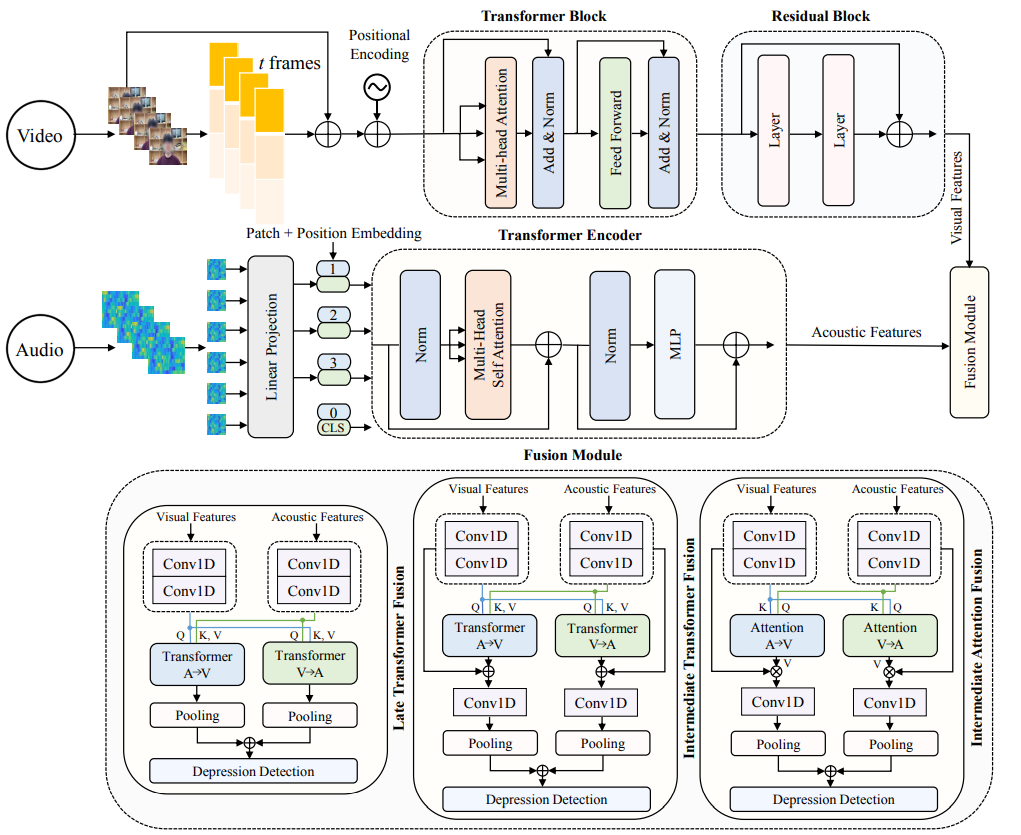 Transformer Block
Residual Block
Positional
Encoding
t frames
Video
Multi-head Attention
Add & Norm
Feed Forward
Add & Norm
Layer
Layer
Visual Features
Patch + Position Embedding
Transformer Encoder
Audio
Linear Projection
1
2
3
0
CLS
Norm
Multi-Head
Self Attention
Norm
MLP
Acoustic Features
Fusion Module
Fusion Module
Visual Features
Acoustic Features
Conv1D
Conv1D
Conv1D
Conv1D
Q
K, V
Q
K, V
Transformer
A→V
Transformer
V→A
Pooling
Pooling
Depression Detection
Late Transformer Fusion
Visual Features
Acoustic Features
Conv1D
Conv1D
Conv1D
Conv1D
Q
K, V
Q
K, V
Transformer
A→V
Transformer
V→A
Conv1D
Conv1D
Pooling
Pooling
Depression Detection
Intermediate Transformer Fusion
Visual Features
Acoustic Features
Conv1D
Conv1D
Conv1D
Conv1D
K
Q
K
Q
Attention
A→V
Attention
V→A
V
V
Conv1D
Conv1D
Pooling
Pooling
Depression Detection
Intermediate Attention Fusion